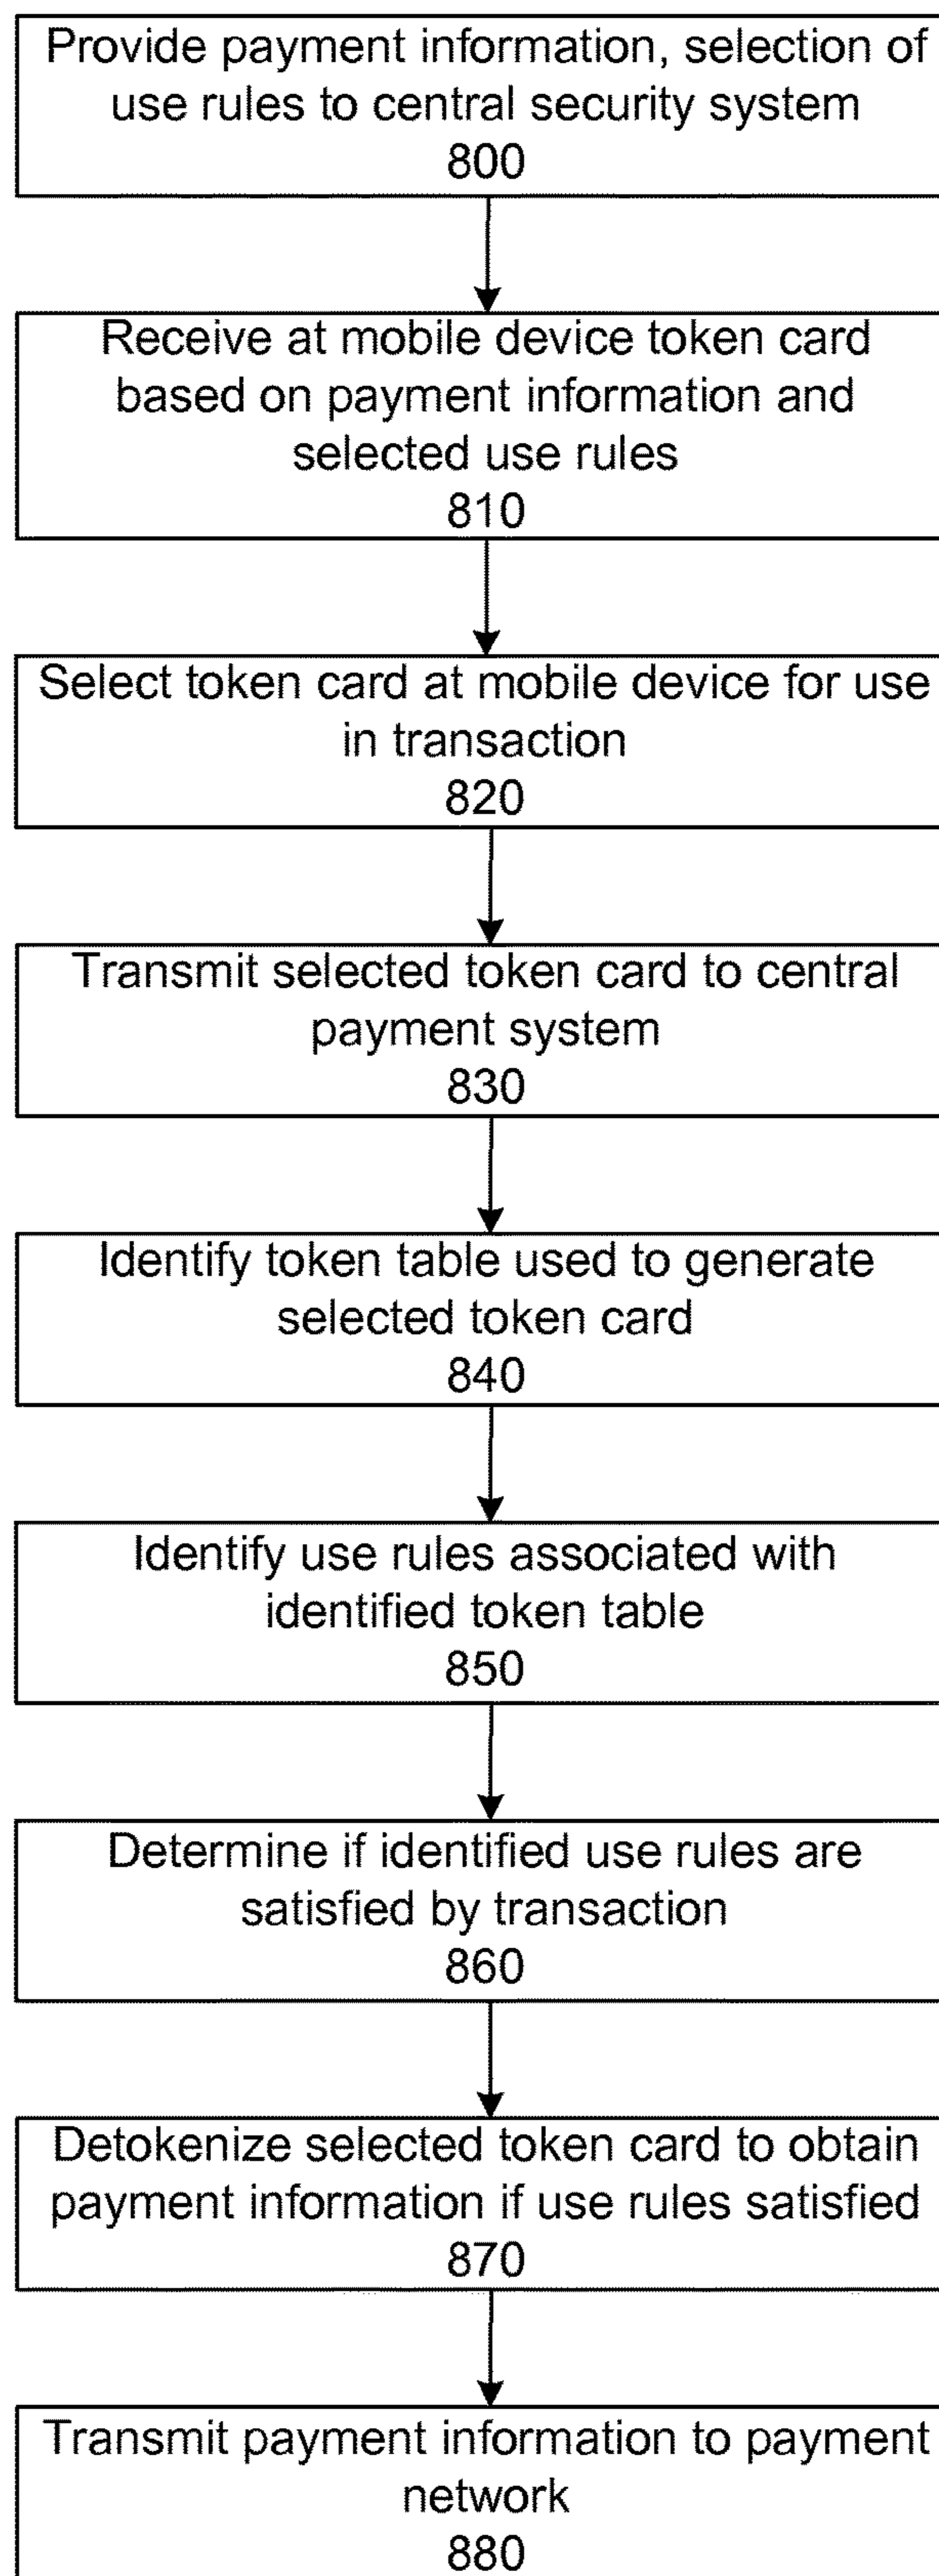 Provide payment information, selection of
use rules to central security system
800
Receive at mobile device token card
based on payment information and
selected use rules
810
Select token card at mobile device for use
in transaction
820
Transmit selected token card to central
payment system
830
Identify token table used to generate
selected token card
840
Identify use rules associated with
identified token table
850
Determine if identified use rules are
satisfied by transaction
860
Detokenize selected token card to obtain
payment information if use rules satisfied
870
Transmit payment information to payment
network
880